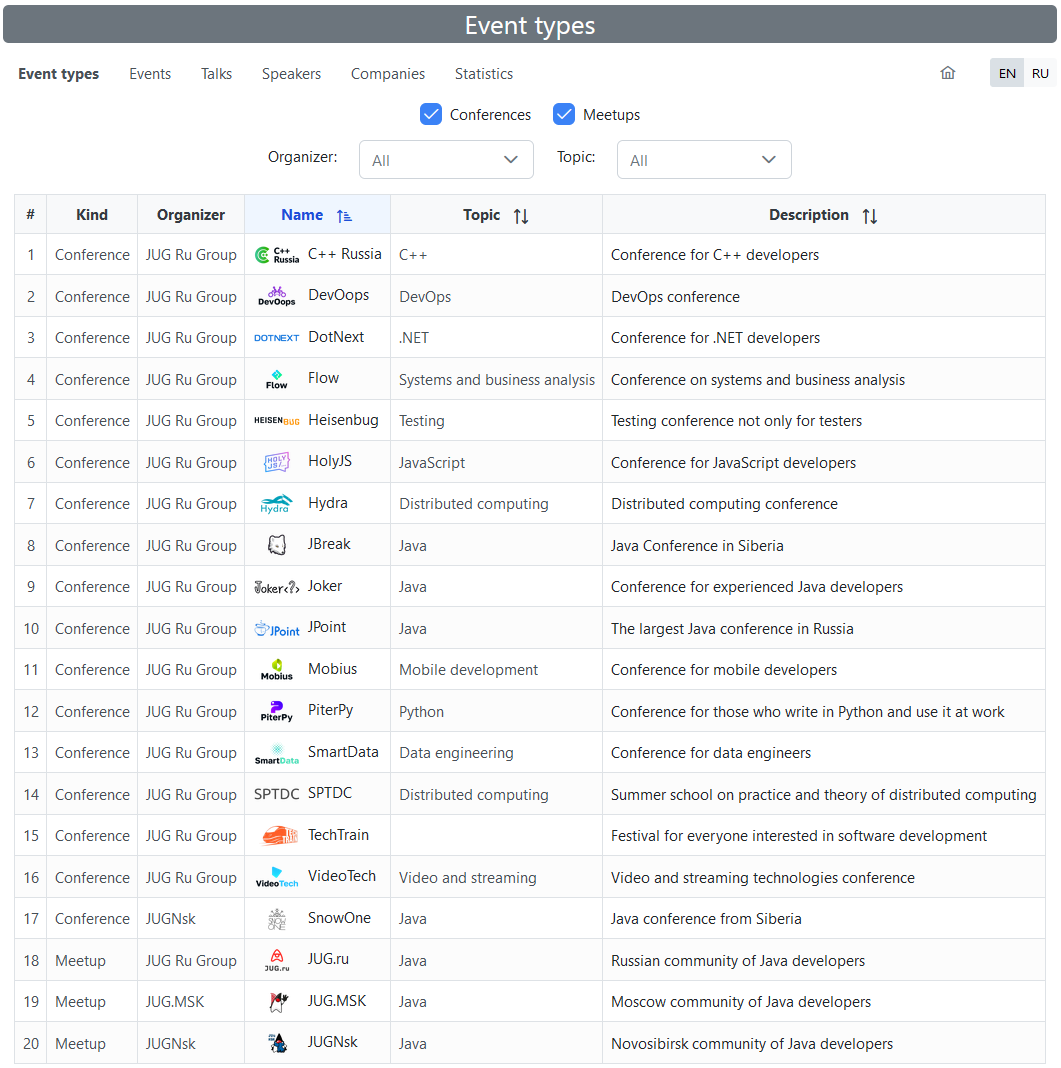 Event types
Event types Events Talks Speakers Companies Statistics EN RU
Conferences Meetups
Organizer: All Topic: All
# Kind Organizer Name Topic Description
1 Conference JUG Ru Group C++ Russia C++ Russia C++ Conference for C++ developers
2 Conference JUG Ru Group DevOops DevOops DevOps DevOps conference
3 Conference JUG Ru Group DOTNEXT DotNext .NET Conference for .NET developers
4 Conference JUG Ru Group Flow Flow Systems and business analysis Conference on systems and business analysis
5 Conference JUG Ru Group HEISENBUG Heisenbug Testing Testing conference not only for testers
6 Conference JUG Ru Group HOLY JS/.. HolyJS JavaScript Conference for JavaScript developers
7 Conference JUG Ru Group Hydra Hydra Distributed computing Distributed computing conference
8 Conference JUG Ru Group JBreak Java Java Conference in Siberia
9 Conference JUG Ru Group Joker<?> Joker Java Conference for experienced Java developers
10 Conference JUG Ru Group JPoint JPoint Java The largest Java conference in Russia
11 Conference JUG Ru Group Mobius Mobius Mobile development Conference for mobile developers
12 Conference JUG Ru Group PiterPy PiterPy Python Conference for those who write in Python and use it at work
13 Conference JUG Ru Group SmartData SmartData Data engineering Conference for data engineers
14 Conference JUG Ru Group SPTDC SPTDC Distributed computing Summer school on practice and theory of distributed computing
15 Conference JUG Ru Group TECH TRAIN TechTrain Festival for everyone interested in software development
16 Conference JUG Ru Group VideoTech VideoTech Video and streaming Video and streaming technologies conference
17 Conference JUGNsk SNOW ONE SnowOne Java Java conference from Siberia
18 Meetup JUG Ru Group JUG.ru JUG.ru Java Russian community of Java developers
19 Meetup JUG.MSK JUG.MSK Java Moscow community of Java developers
20 Meetup JUGNsk JUGNsk Java Novosibirsk community of Java developers